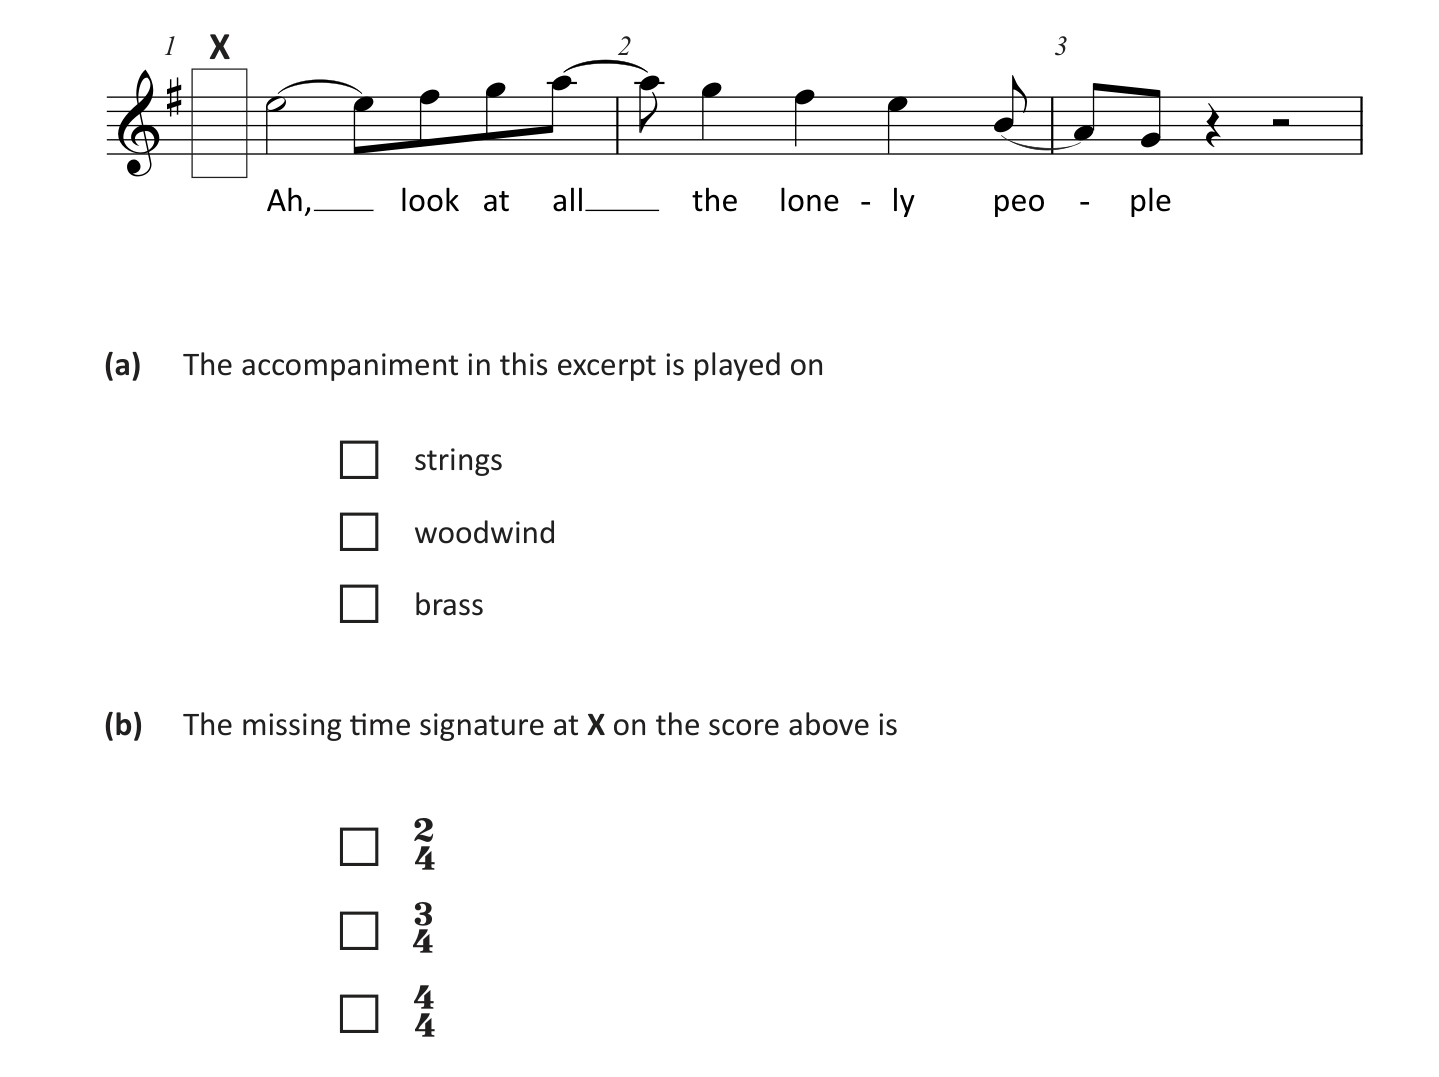 1 X 2 3
Ah,____ look at all____ the lone - ly peo - ple
(a) The accompaniment in this excerpt is played on
strings
woodwind
brass
(b) The missing time signature at X on the score above is
2
4
3
4
4
4